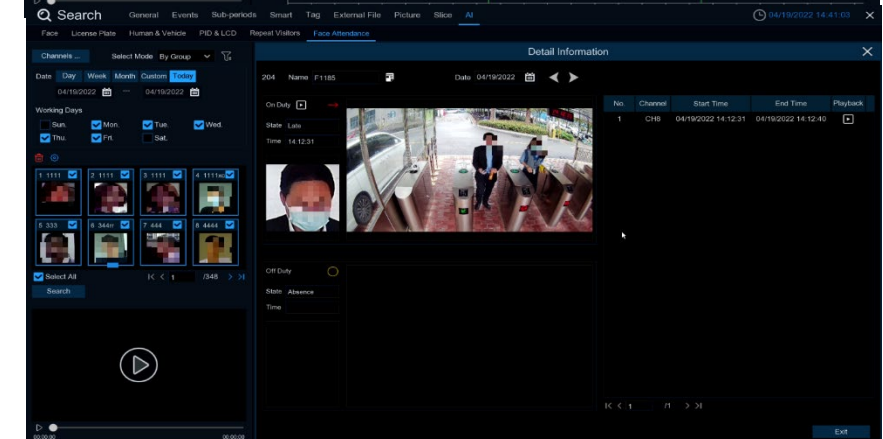 Search General Events Sub-periods Smart Tag External File Picture Slice AI 04/19/2022 14:41:03
Face License Plate Human & Vehicle PID & LCD Repeat Visitors Face Attendance
Channels ... Select Mode By Group
Detail Information
Date Day Week Month Custom Today
04/19/2022 — 04/19/2022
Working Days
Sun. Mon. Tue. Wed.
Thu. Fri. Sat.
1 1111 2 1111 3 1111 4 1111
5 333 6 344 7 444 8 4444
Select All 1 /348
Search
00:00:00 00:00:00
204 Name F1185 Date 04/19/2022
On Duty
State Late
Time 14:12:31
Off Duty
State Absence
Time
No. Channel Start Time End Time Playback
1 CH8 04/19/2022 14:12:31 04/19/2022 14:12:40
1 /1
Exit